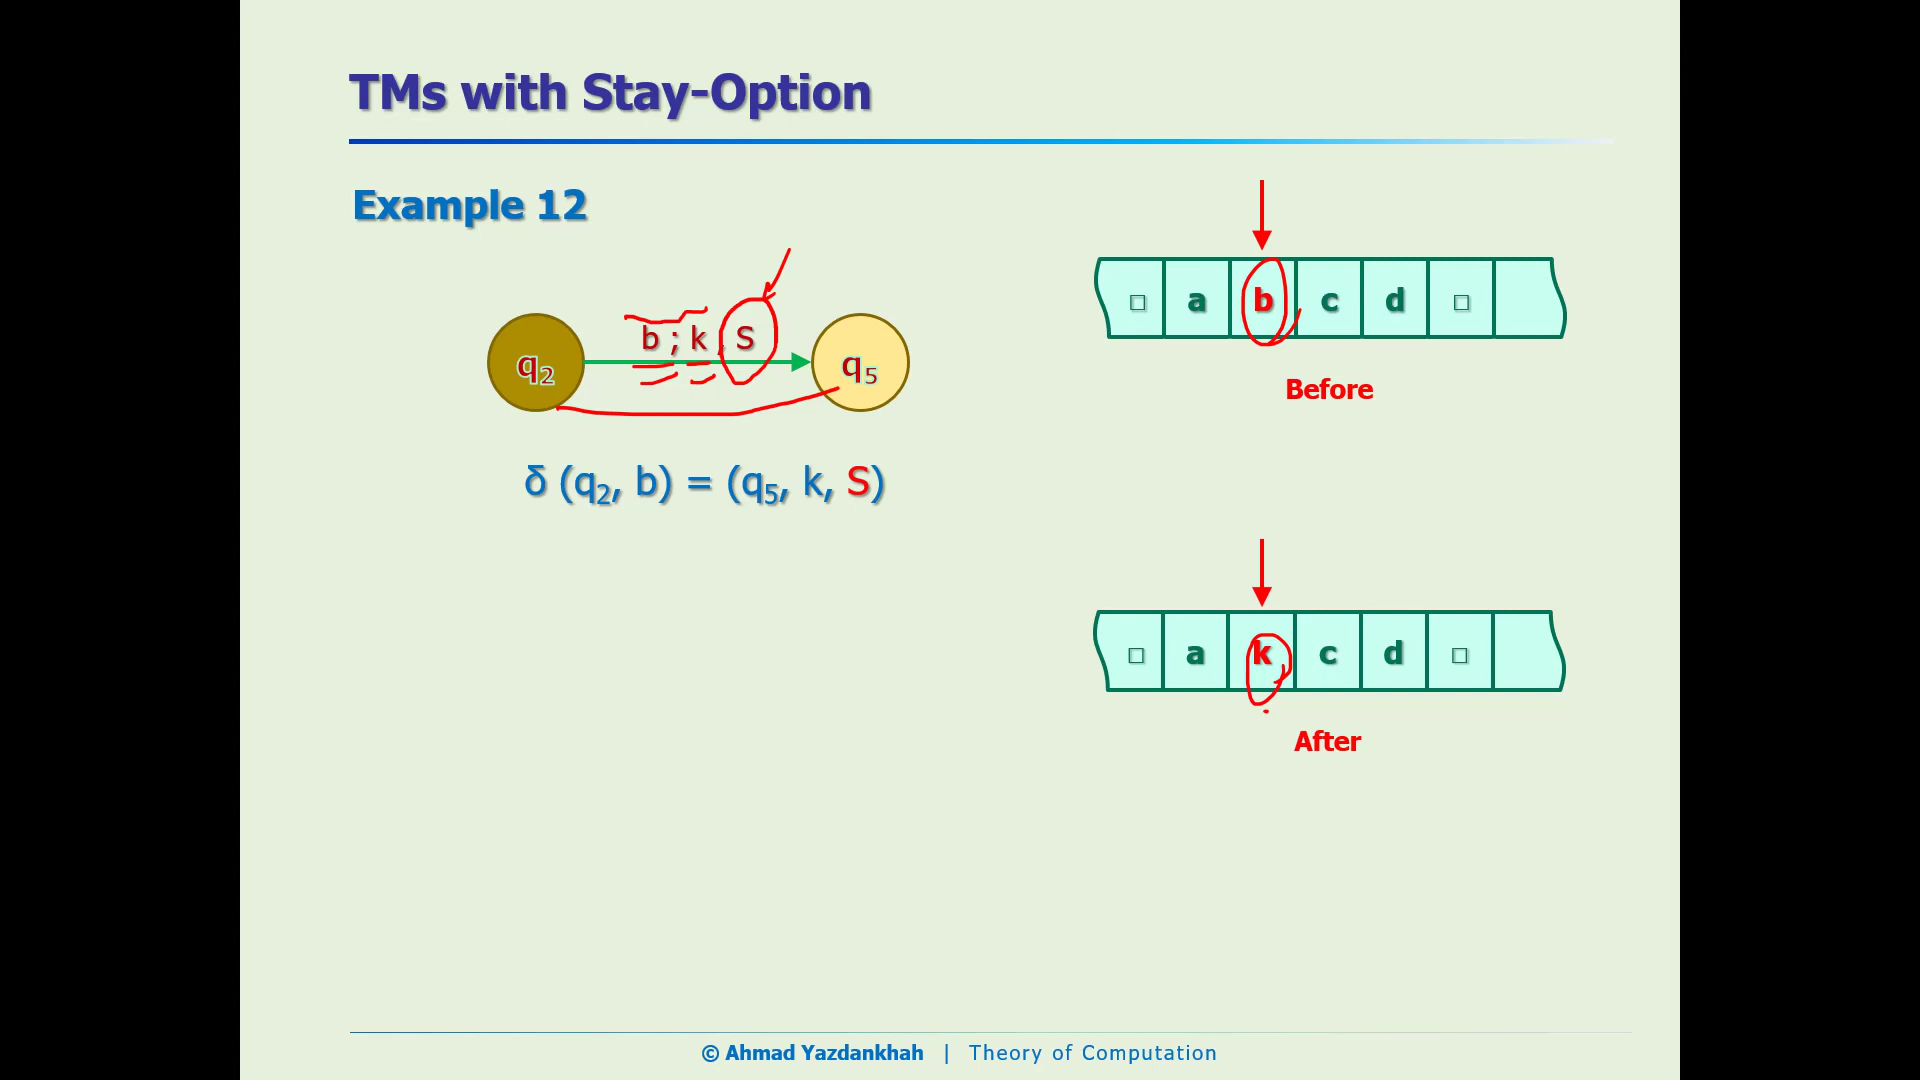 TMs with Stay-Option
Example 12
b ; k , S
q2
q5
δ (q2, b) = (q5, k, S)
□ a b c d □
Before
□ a k c d □
After
© Ahmad Yazdankhah | Theory of Computation